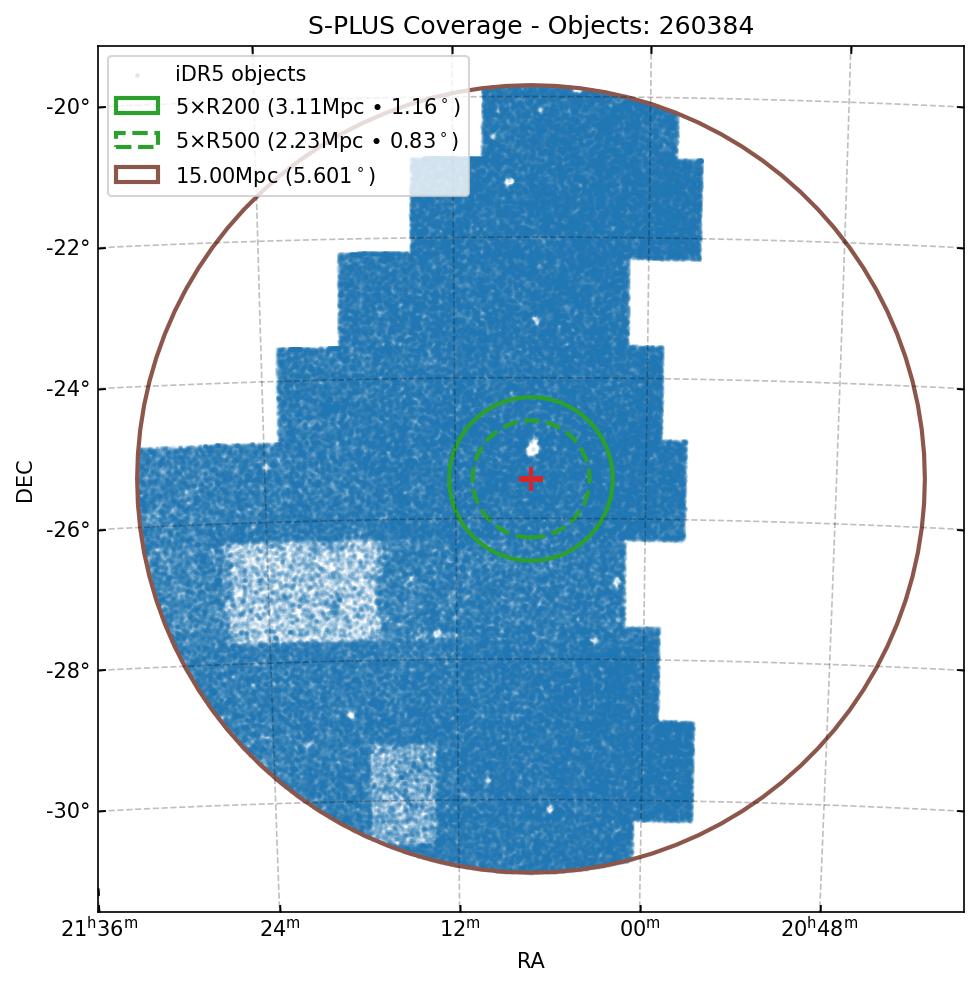 S-PLUS Coverage - Objects: 260384
iDR5 objects
5×R200 (3.11Mpc • 1.16°)
5×R500 (2.23Mpc • 0.83°)
15.00Mpc (5.601°)
-20°
-22°
-24°
-26°
-28°
-30°
DEC
21h36m 24m 12m 00m 20h48m
RA